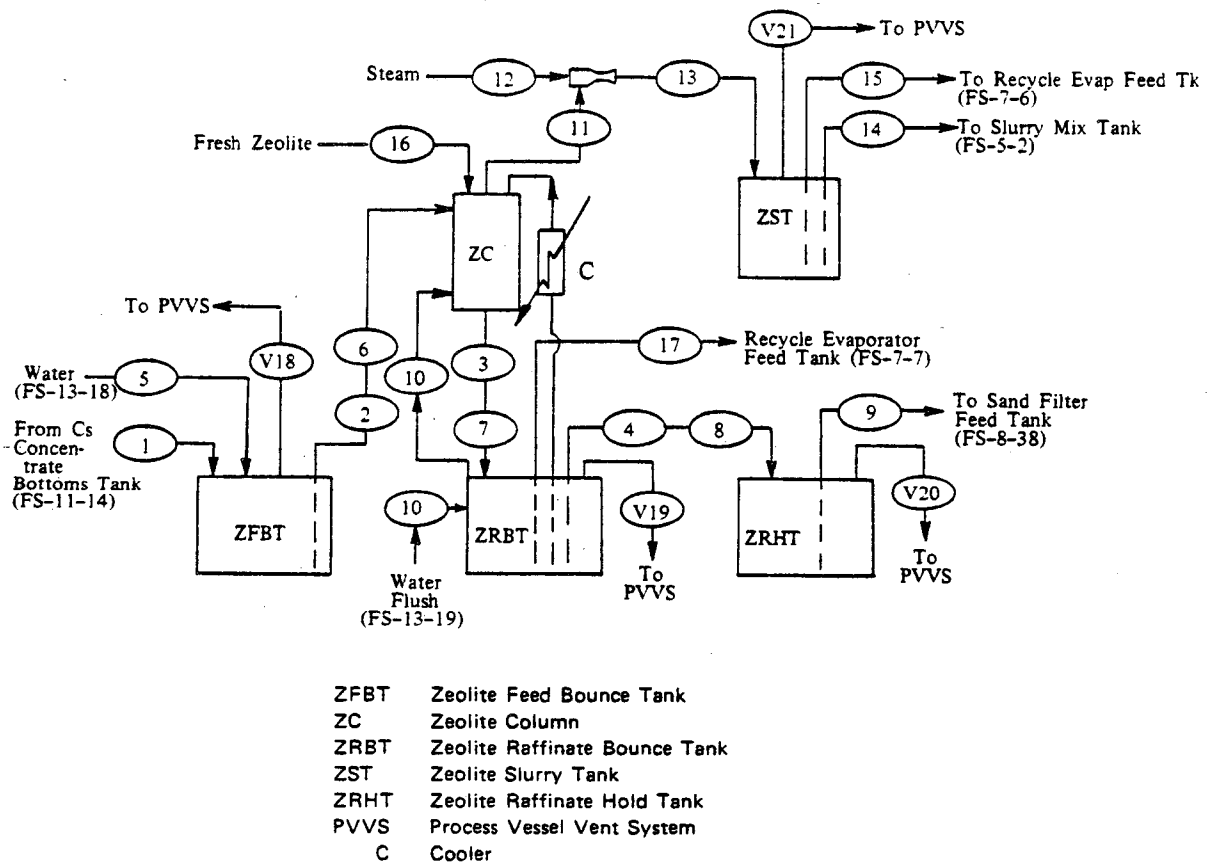 V21
To PVVS
Steam
12
13
15
To Recycle Evap Feed Tk
(FS-7-6)
11
14
To Slurry Mix Tank
(FS-5-2)
Fresh Zeolite
16
ZST
ZC
C
To PVVS
V18
6
3
17
Recycle Evaporator
Feed Tank (FS-7-7)
Water
(FS-13-18)
5
10
2
From Cs
Concen-
trate
Bottoms Tank
(FS-11-14)
1
7
4
8
9
To Sand Filter
Feed Tank
(FS-8-38)
ZFBT
10
ZRBT
V19
ZRHT
V20
Water
Flush
(FS-13-19)
To
PVVS
To
PVVS
ZFBT Zeolite Feed Bounce Tank
ZC Zeolite Column
ZRBT Zeolite Raffinate Bounce Tank
ZST Zeolite Slurry Tank
ZRHT Zeolite Raffinate Hold Tank
PVVS Process Vessel Vent System
C Cooler